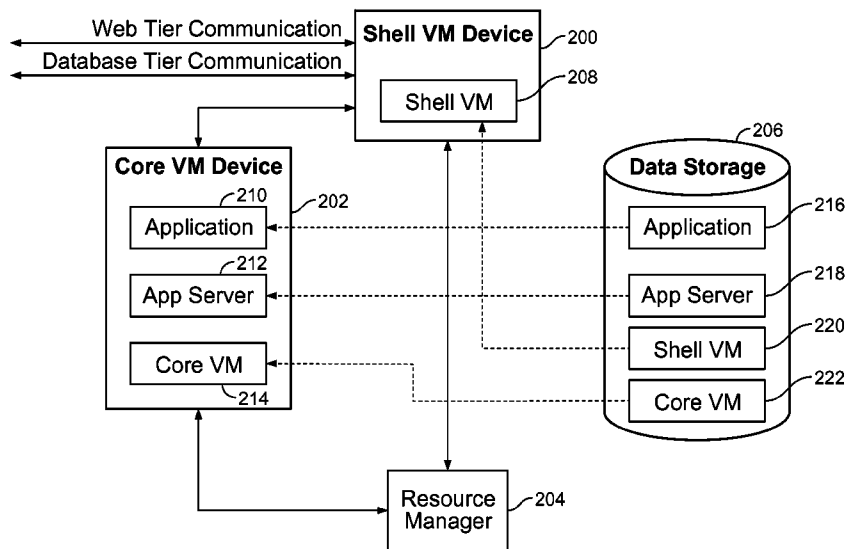 Web Tier Communication
Database Tier Communication
Shell VM Device
200
Shell VM
208
Core VM Device
202
210
Application
212
App Server
Core VM
214
206
Data Storage
Application
216
App Server
218
Shell VM
220
Core VM
222
Resource
Manager
204